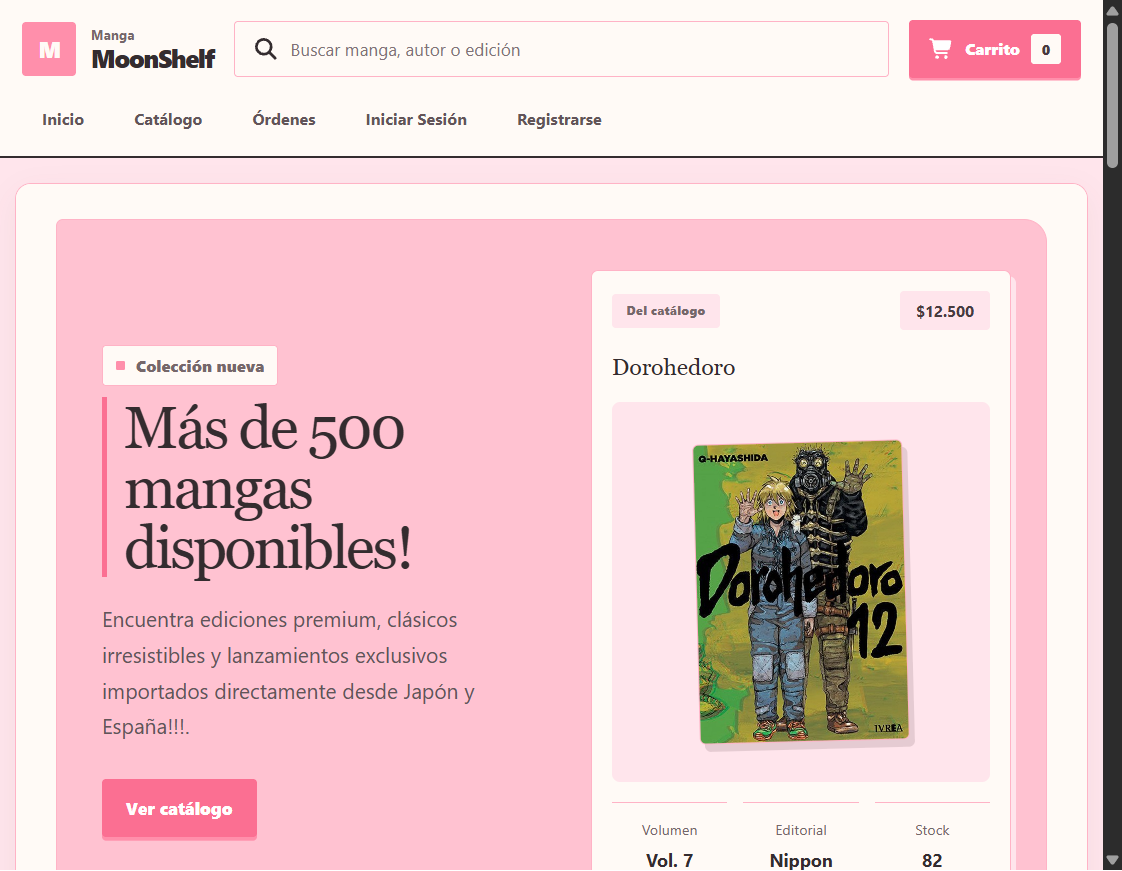 M
Manga
MoonShelf
Buscar manga, autor o edición
Carrito 0
Inicio Catálogo Órdenes Iniciar Sesión Registrarse
Colección nueva
Más de 500
mangas
disponibles!
Encuentra ediciones premium, clásicos
irresistibles y lanzamientos exclusivos
importados directamente desde Japón y
España!!!.
Ver catálogo
Del catálogo $12.500
Dorohedoro
Q-HAYASHIDA
Dorohedoro
12
IVREA
Volumen Editorial Stock
Vol. 7 Nippon 82